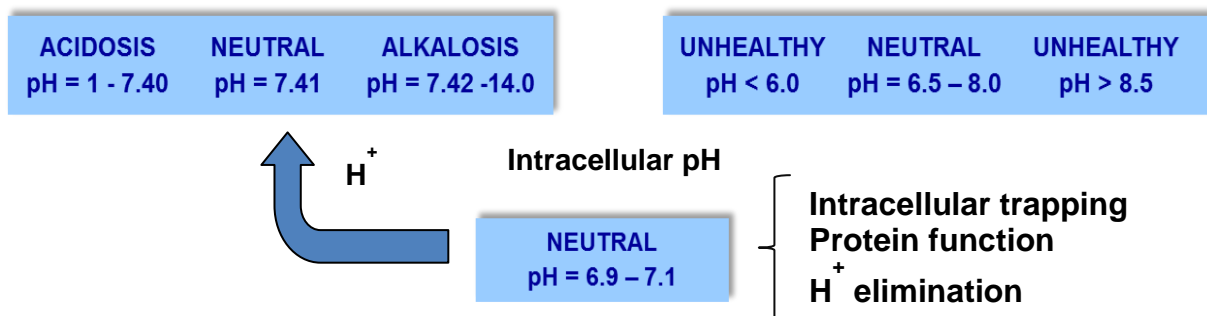 ACIDOSIS NEUTRAL ALKALOSIS
pH = 1 - 7.40 pH = 7.41 pH = 7.42 -14.0
UNHEALTHY NEUTRAL UNHEALTHY
pH < 6.0 pH = 6.5 – 8.0 pH > 8.5
H⁺
Intracellular pH
NEUTRAL
pH = 6.9 – 7.1
Intracellular trapping
Protein function
H⁺ elimination